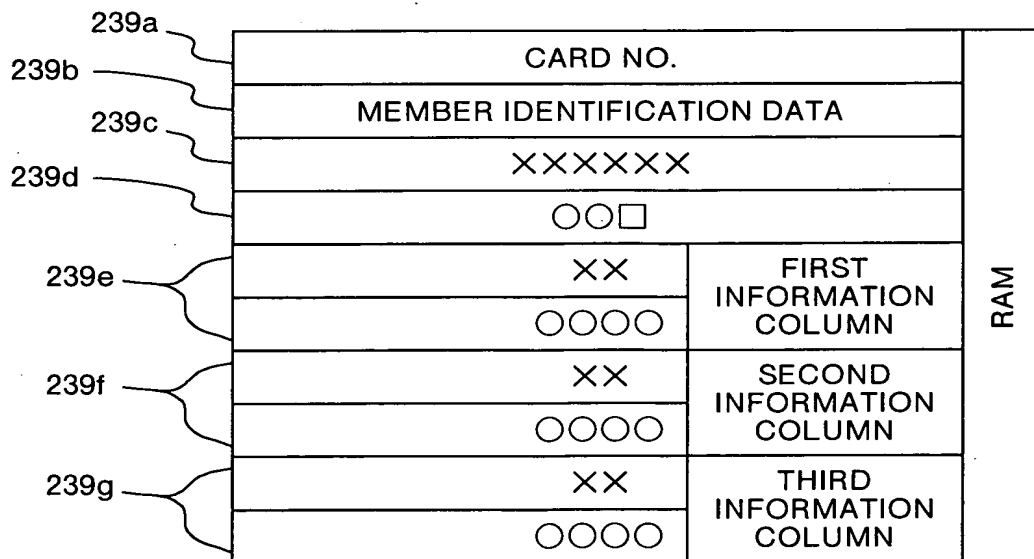 239a
CARD NO.
239b
MEMBER IDENTIFICATION DATA
239c
××××××
239d
○○□
239e
××
○○○○
FIRST
INFORMATION
COLUMN
239f
××
○○○○
SECOND
INFORMATION
COLUMN
239g
××
○○○○
THIRD
INFORMATION
COLUMN
RAM